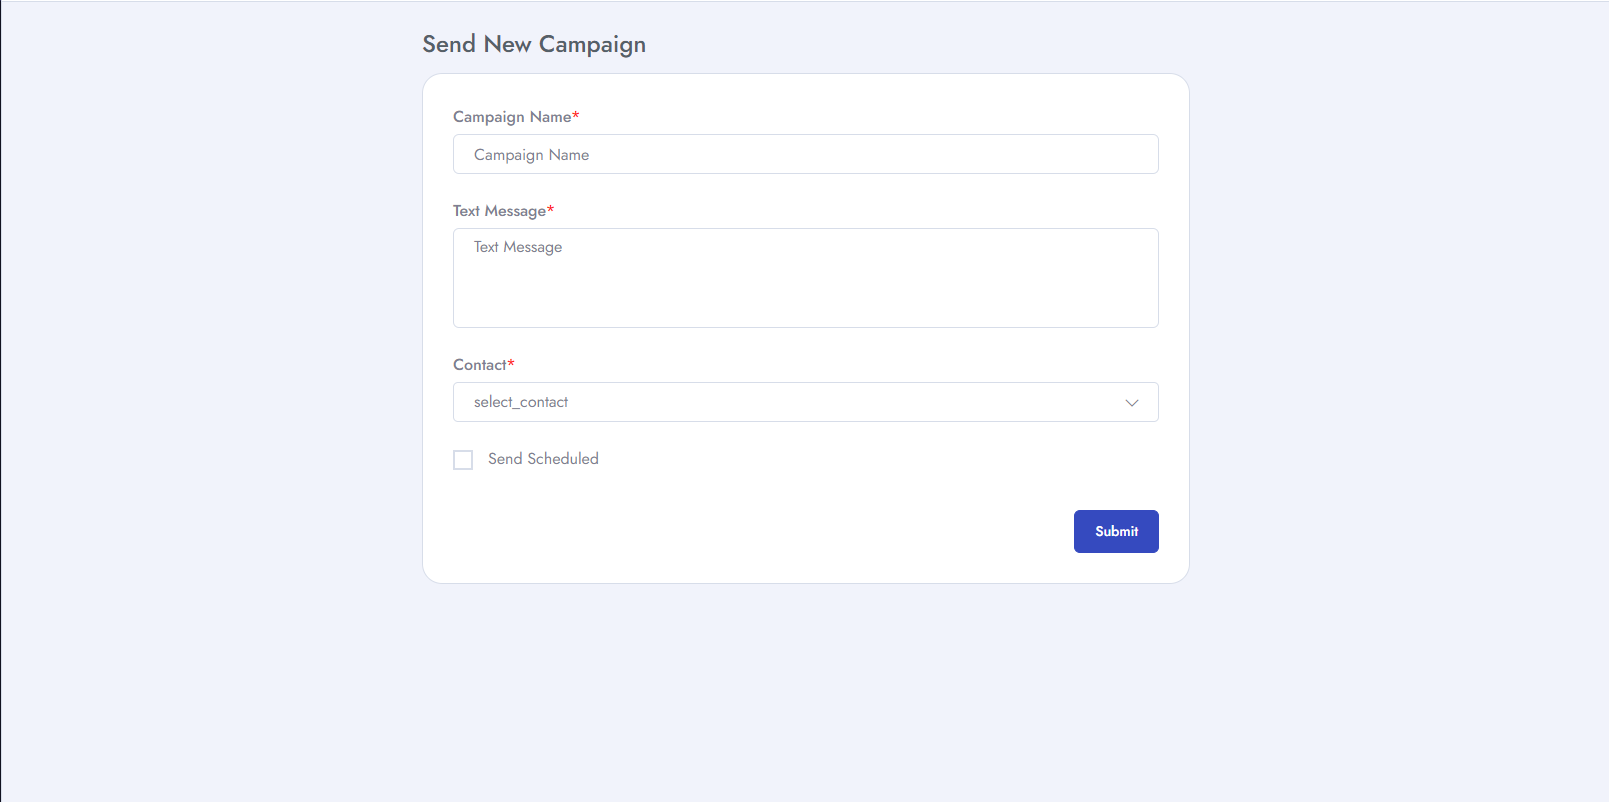 Send New Campaign
Campaign Name*
Campaign Name
Text Message*
Text Message
Contact*
select_contact
Send Scheduled
Submit